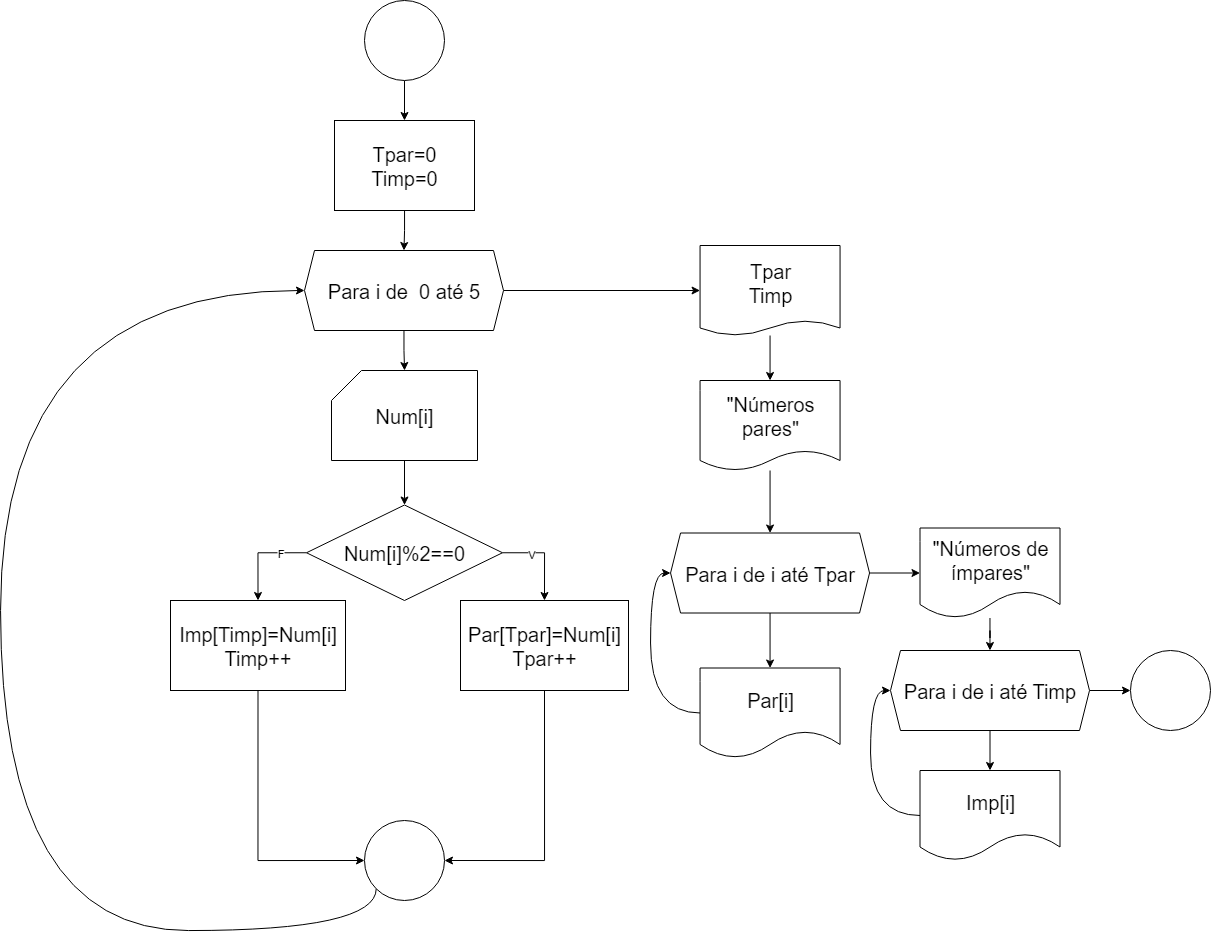 Tpar=0
Timp=0
Para i de  0 até 5
Num[i]
Num[i]%2==0
F
V
Imp[Timp]=Num[i]
Timp++
Par[Tpar]=Num[i]
Tpar++
Tpar
Timp
"Números
pares"
Para i de i até Tpar
Par[i]
"Números de
ímpares"
Para i de i até Timp
Imp[i]